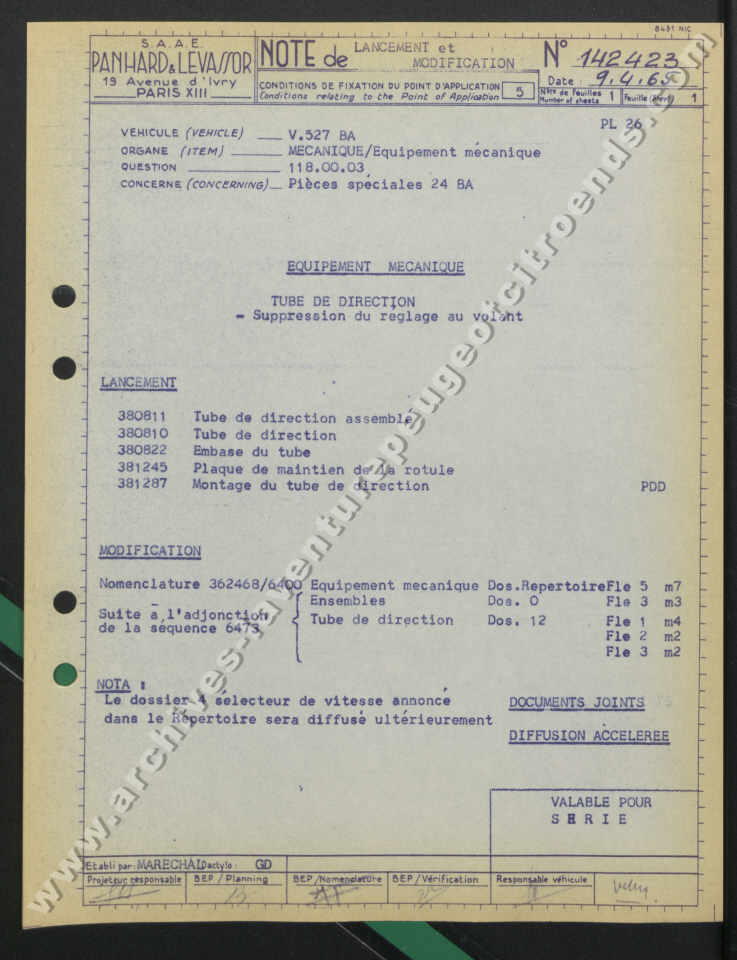 8431 NIC
S.A.A.E.
PANHARD & LEVASSOR
19 Avenue d'Ivry
PARIS XIII
NOTE de LANCEMENT et
MODIFICATION
CONDITIONS DE FIXATION DU POINT D'APPLICATION
Conditions relating to the Point of Application
5
N° 142423
Date : 9.4.65
Nbre de feuilles 1
Number of sheets
Feuille (sheet) 1
PL 26
VEHICULE (VEHICLE) V.527 BA
ORGANE (ITEM) MECANIQUE/Equipement mécanique
QUESTION 118.00.03
CONCERNE (CONCERNING) Pièces spéciales 24 BA
EQUIPEMENT MECANIQUE
TUBE DE DIRECTION
- Suppression du réglage au volant
LANCEMENT
380811 Tube de direction assemblé
380810 Tube de direction
380822 Embase du tube
381245 Plaque de maintien de la rotule
381287 Montage du tube de direction PDD
MODIFICATION
Nomenclature 362468/6400 Equipement mecanique Dos.Repertoire Fle 5 m7
Ensembles Dos. O Fle 3 m3
Suite à l'adjonction
de la séquence 6473
Tube de direction Dos. 12 Fle 1 m4
Fle 2 m2
Fle 3 m2
NOTA :
Le dossier 4 sélecteur de vitesse annoncé
dans le Répertoire sera diffusé ultérieurement
DOCUMENTS JOINTS
DIFFUSION ACCELEREE
VALABLE POUR
SERIE
Etabli par: MARECHAL Dactylo: GD
Projeteur responsable
BEP / Planning
BEP / Nomenclature
BEP / Vérification
Responsable véhicule
www.archives-laventurepeugeotcitroends.com